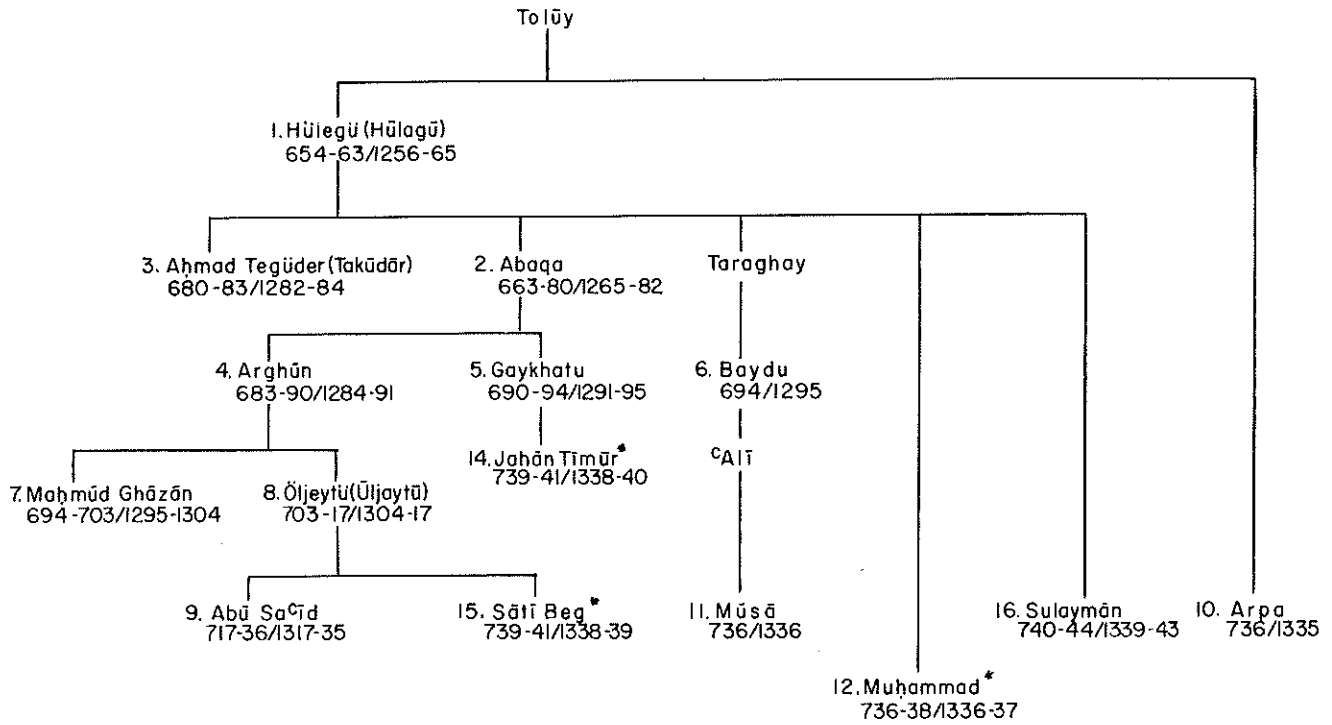 Tolūy
1. Hülegü (Hūlagū)
654-63/1256-65
3. Aḥmad Tegüder (Takūdār)
680-83/1282-84
2. Abaqa
663-80/1265-82
Taraghay
4. Arghūn
683-90/1284-91
5. Gaykhatu
690-94/1291-95
6. Baydu
694/1295
14. Jahān Tīmūr*
739-41/1338-40
ᶜAlī
7. Maḥmūd Ghāzān
694-703/1295-1304
8. Öljeytü (Ūljaytū)
703-17/1304-17
9. Abū Saᶜīd
717-36/1317-35
15. Sātī Beg*
739-41/1338-39
11. Mūsā
736/1336
16. Sulaymān
740-44/1339-43
10. Arpa
736/1335
12. Muḥammad*
736-38/1336-37